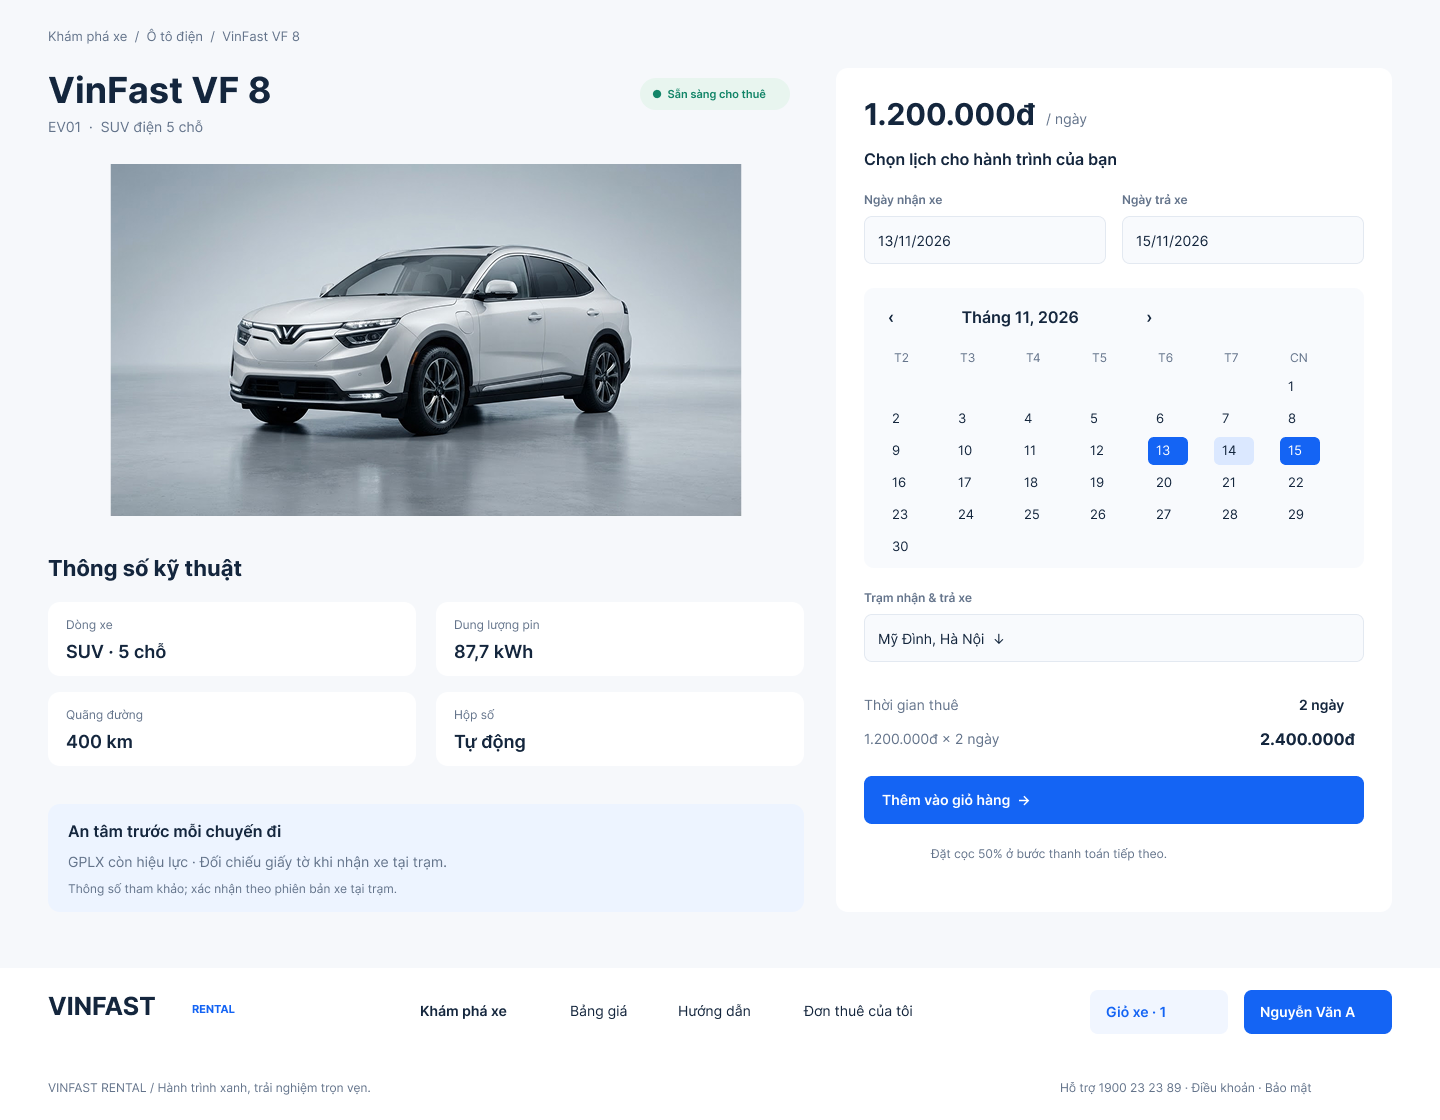 Khám phá xe / Ô tô điện / VinFast VF 8
VinFast VF 8
Sẵn sàng cho thuê
EV01 · SUV điện 5 chỗ
Thông số kỹ thuật
Dòng xe
SUV · 5 chỗ
Dung lượng pin
87,7 kWh
Quãng đường
400 km
Hộp số
Tự động
An tâm trước mỗi chuyến đi
GPLX còn hiệu lực · Đối chiếu giấy tờ khi nhận xe tại trạm.
Thông số tham khảo; xác nhận theo phiên bản xe tại trạm.
1.200.000đ / ngày
Chọn lịch cho hành trình của bạn
Ngày nhận xe
13/11/2026
Ngày trả xe
15/11/2026
‹ Tháng 11, 2026 ›
T2 T3 T4 T5 T6 T7 CN
1
2 3 4 5 6 7 8
9 10 11 12 13 14 15
16 17 18 19 20 21 22
23 24 25 26 27 28 29
30
Trạm nhận & trả xe
Mỹ Đình, Hà Nội ↓
Thời gian thuê 2 ngày
1.200.000đ × 2 ngày 2.400.000đ
Thêm vào giỏ hàng →
Đặt cọc 50% ở bước thanh toán tiếp theo.
VINFAST RENTAL
Khám phá xe
Bảng giá
Hướng dẫn
Đơn thuê của tôi
Giỏ xe · 1
Nguyễn Văn A
VINFAST RENTAL / Hành trình xanh, trải nghiệm trọn vẹn.
Hỗ trợ 1900 23 23 89 · Điều khoản · Bảo mật